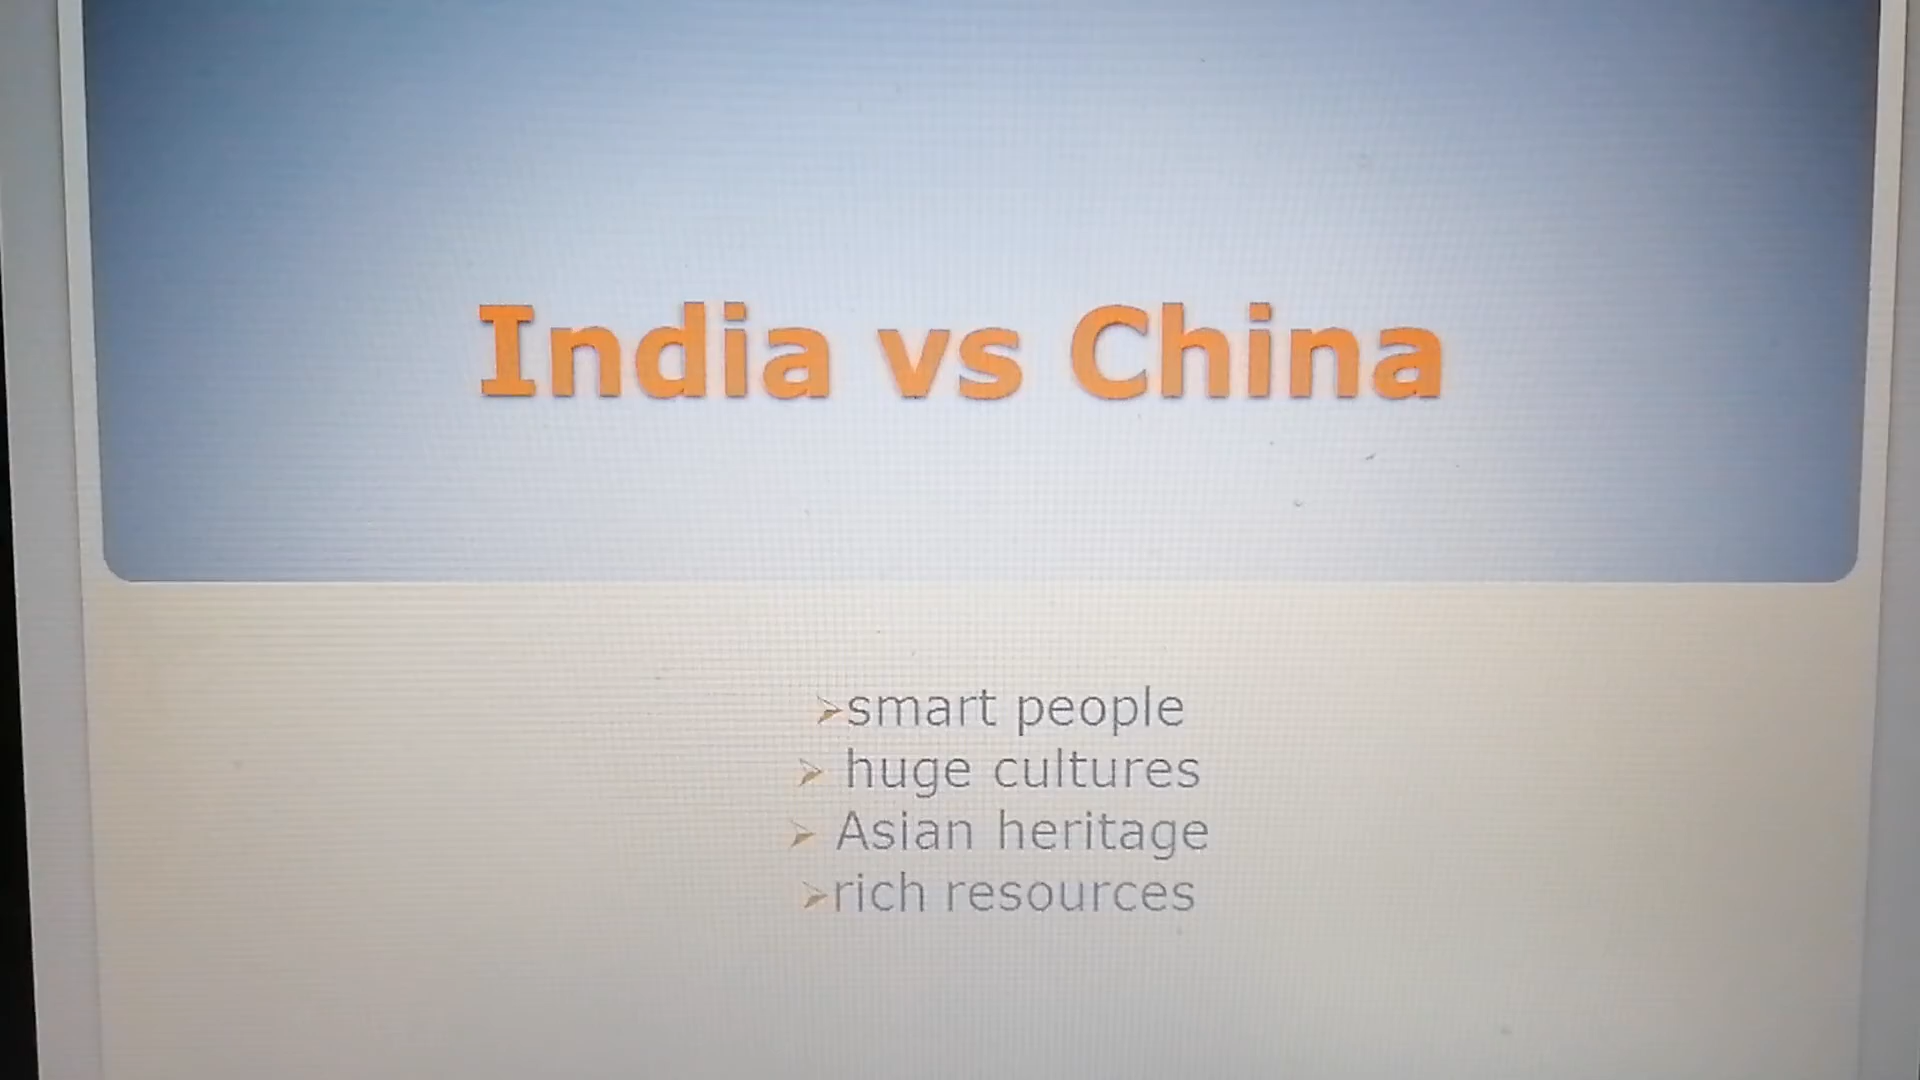 India vs China
➢smart people
➢ huge cultures
➢ Asian heritage
➢rich resources